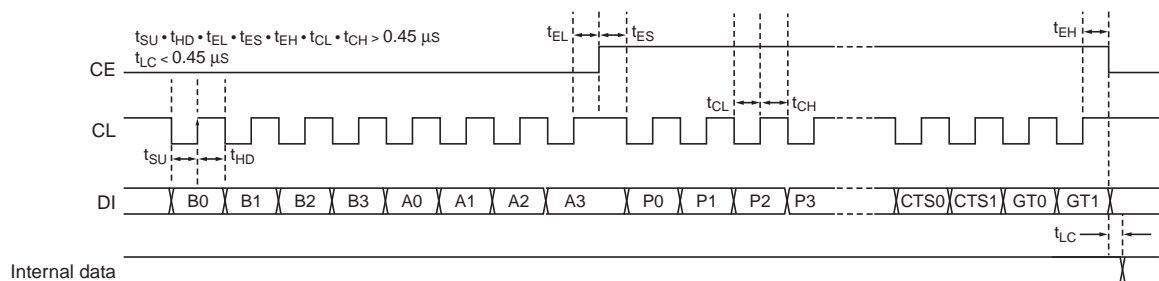 tSU • tHD • tEL • tES • tEH • tCL • tCH > 0.45 µs
tLC < 0.45 µs
tEL tES tEH
CE
tCL tCH
CL
tSU tHD
DI B0 B1 B2 B3 A0 A1 A2 A3 P0 P1 P2 P3 CTS0 CTS1 GT0 GT1
tLC
Internal data